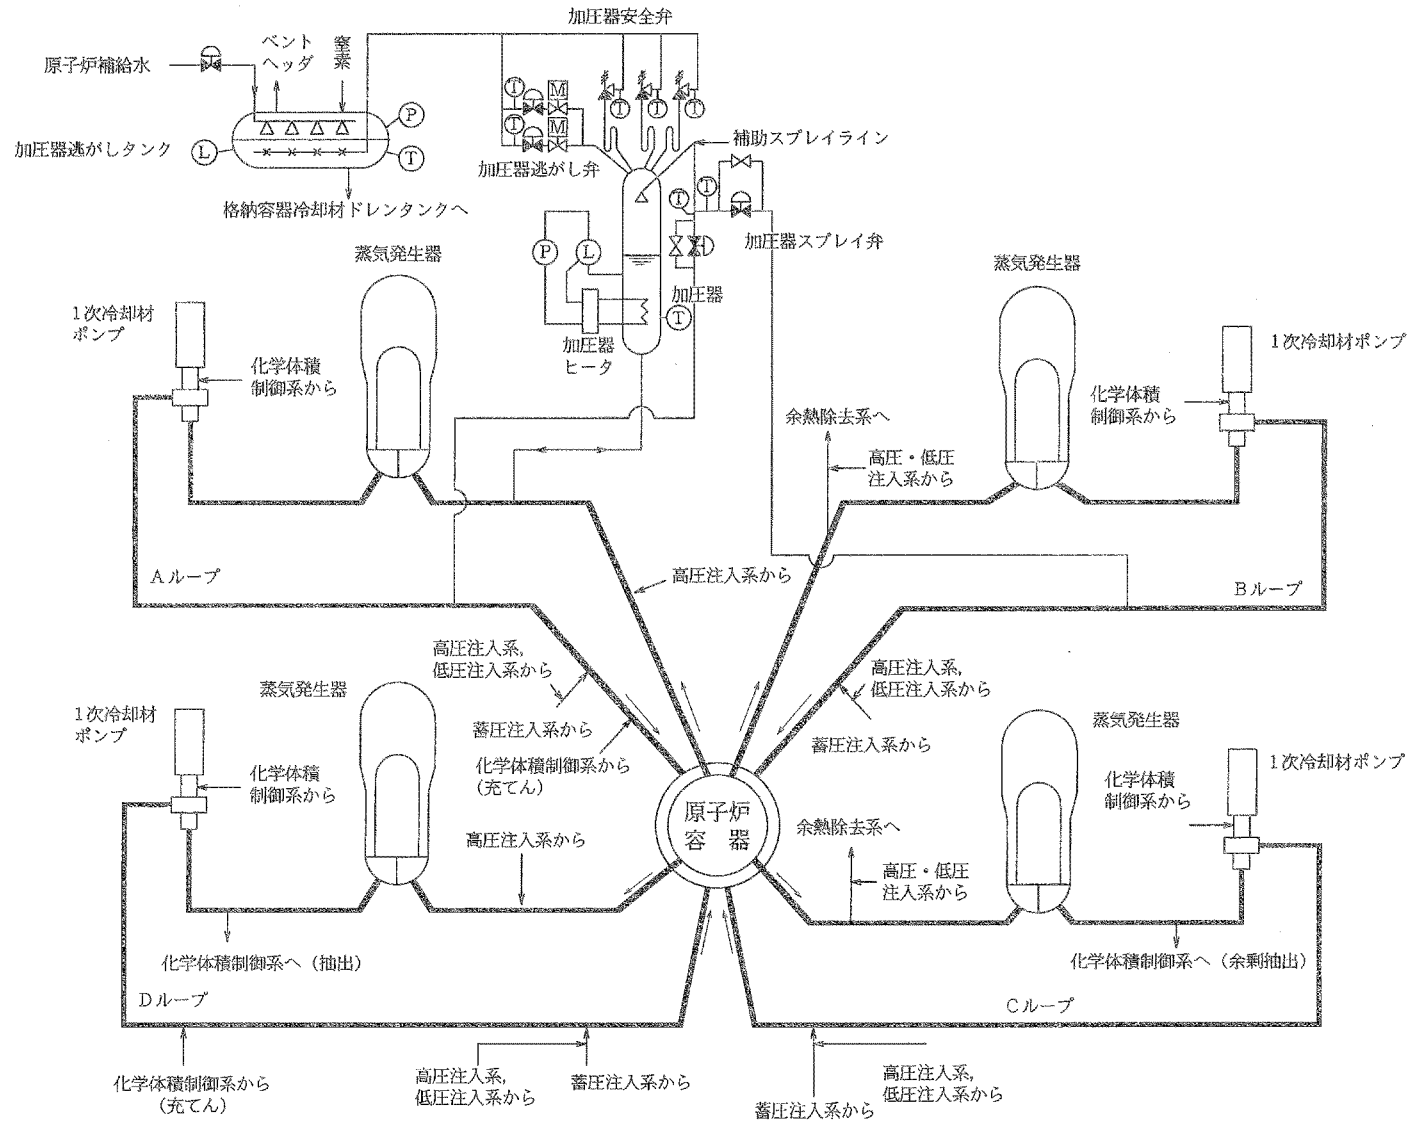 加圧器安全弁
ベント
ヘッダ
窒素
原子炉補給水
P
L
T
加圧器逃がしタンク
格納容器冷却材ドレンタンクへ
T
M
T
M
T
T
T
加圧器逃がし弁
補助スプレイライン
T
T
加圧器スプレイ弁
P
L
加圧器
T
加圧器
ヒータ
蒸気発生器
1次冷却材
ポンプ
化学体積
制御系から
Aループ
蒸気発生器
1次冷却材ポンプ
化学体積
制御系から
余熱除去系へ
高圧・低圧
注入系から
高圧注入系から
Bループ
高圧注入系,
低圧注入系から
蓄圧注入系から
化学体積制御系から
(充てん)
高圧注入系,
低圧注入系から
蓄圧注入系から
原子炉
容器
蒸気発生器
1次冷却材
ポンプ
化学体積
制御系から
高圧注入系から
化学体積制御系へ(抽出)
Dループ
化学体積制御系から
(充てん)
高圧注入系,
低圧注入系から
蓄圧注入系から
蒸気発生器
1次冷却材ポンプ
化学体積
制御系から
余熱除去系へ
高圧・低圧
注入系から
化学体積制御系へ(余剰抽出)
Cループ
高圧注入系,
低圧注入系から
蓄圧注入系から